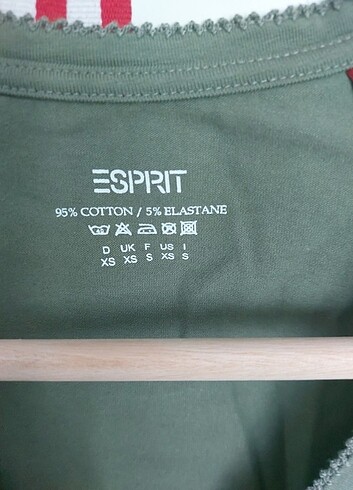 ESPRIT
95% COTTON / 5% ELASTANE
D UK F US I
XS XS S XS S